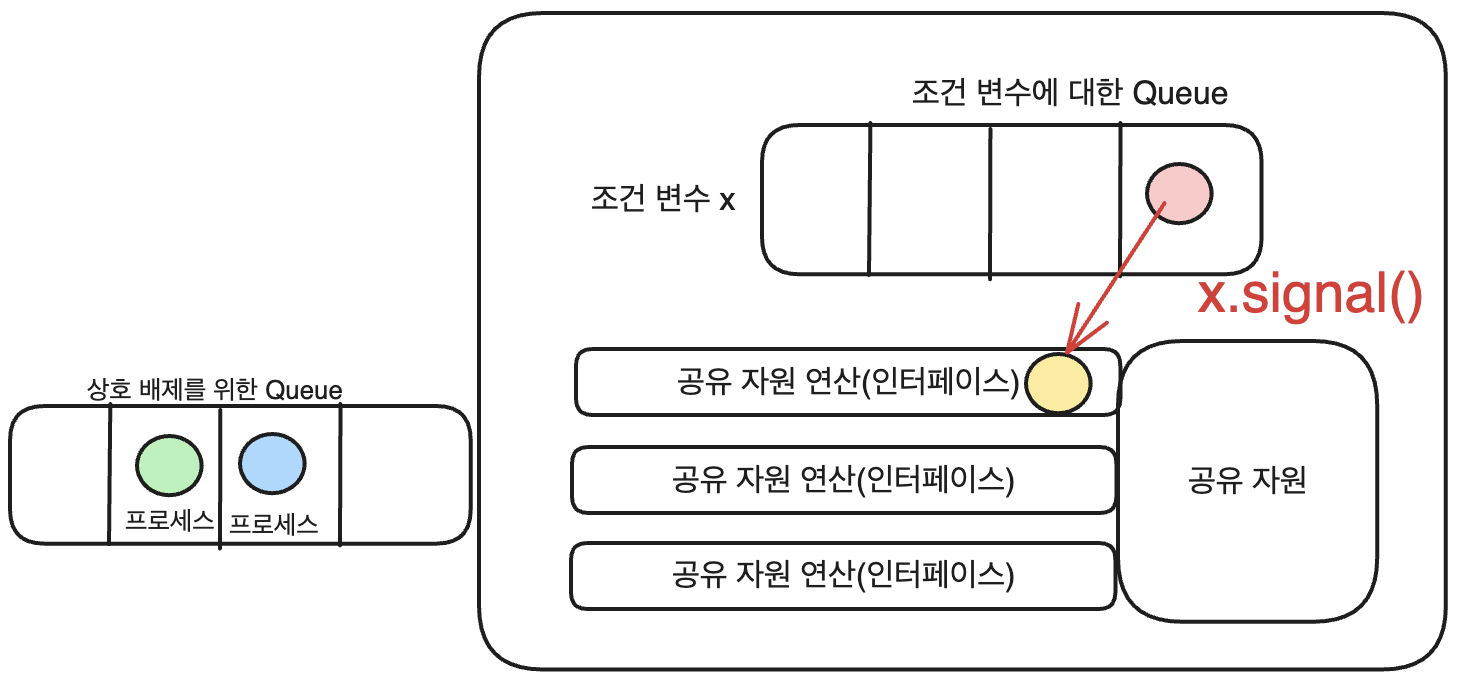 조건 변수에 대한 Queue
조건 변수 x
x.signal()
상호 배제를 위한 Queue
프로세스
프로세스
공유 자원 연산(인터페이스)
공유 자원 연산(인터페이스)
공유 자원 연산(인터페이스)
공유 자원